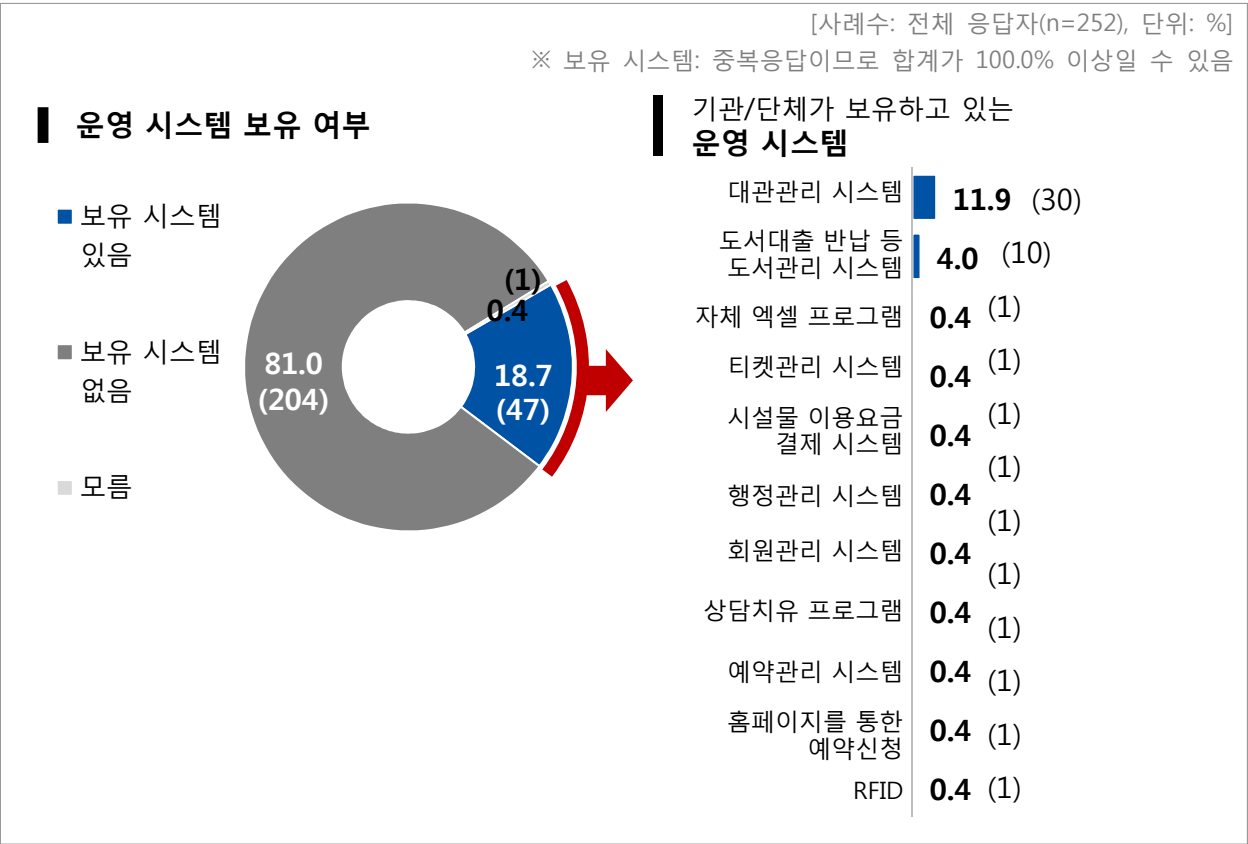 [사례수: 전체 응답자(n=252), 단위: %]
※ 보유 시스템: 중복응답이므로 합계가 100.0% 이상일 수 있음
운영 시스템 보유 여부
보유 시스템
있음
보유 시스템
없음
모름
(1)
0.4
81.0
(204)
18.7
(47)
기관/단체가 보유하고 있는
운영 시스템
대관관리 시스템 11.9 (30)
도서대출 반납 등
도서관리 시스템 4.0 (10)
자체 엑셀 프로그램 0.4 (1)
티켓관리 시스템 0.4 (1)
시설물 이용요금
결제 시스템 0.4 (1)
행정관리 시스템 0.4 (1)
회원관리 시스템 0.4 (1)
상담치유 프로그램 0.4 (1)
예약관리 시스템 0.4 (1)
홈페이지를 통한
예약신청 0.4 (1)
RFID 0.4 (1)
(1)